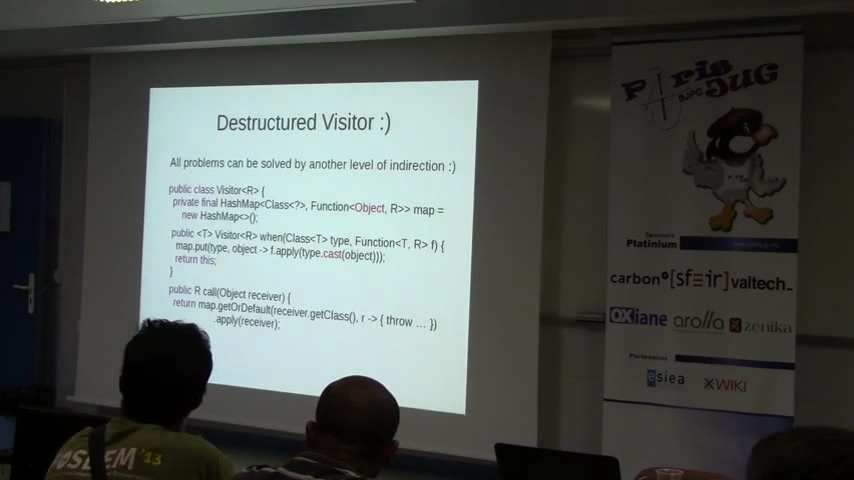 Destructured Visitor :)
All problems can be solved by another level of indirection :)
public class Visitor<R> {
private final HashMap<Class<?>, Function<Object, R>> map =
new HashMap<>();
public <T> Visitor<R> when(Class<T> type, Function<T, R> f) {
map.put(type, object -> f.apply(type.cast(object)));
return this;
}
public R call(Object receiver) {
return map.getOrDefault(receiver.getClass(), r -> { throw … })
.apply(receiver);
Paris
JUG
Platinium
carbon [sfeir] valtech_
OXiane arolla zenika
Partenaires
esiea XWIKI
FOSDEM '13